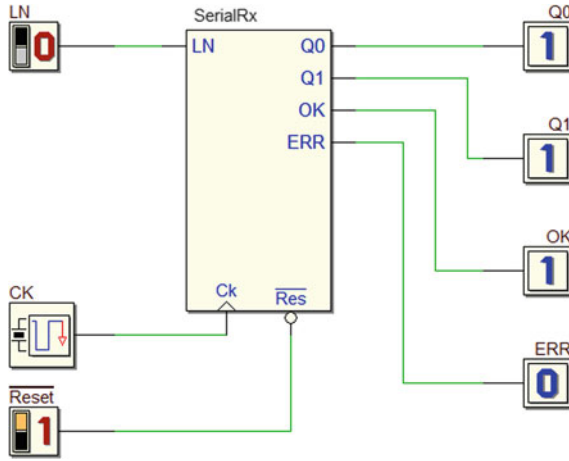 LN
SerialRx
Q0
0
LN
Q0
1
Q1
OK
ERR
Q1
1
OK
1
CK
Ck
Res
ERR
0
Reset
1